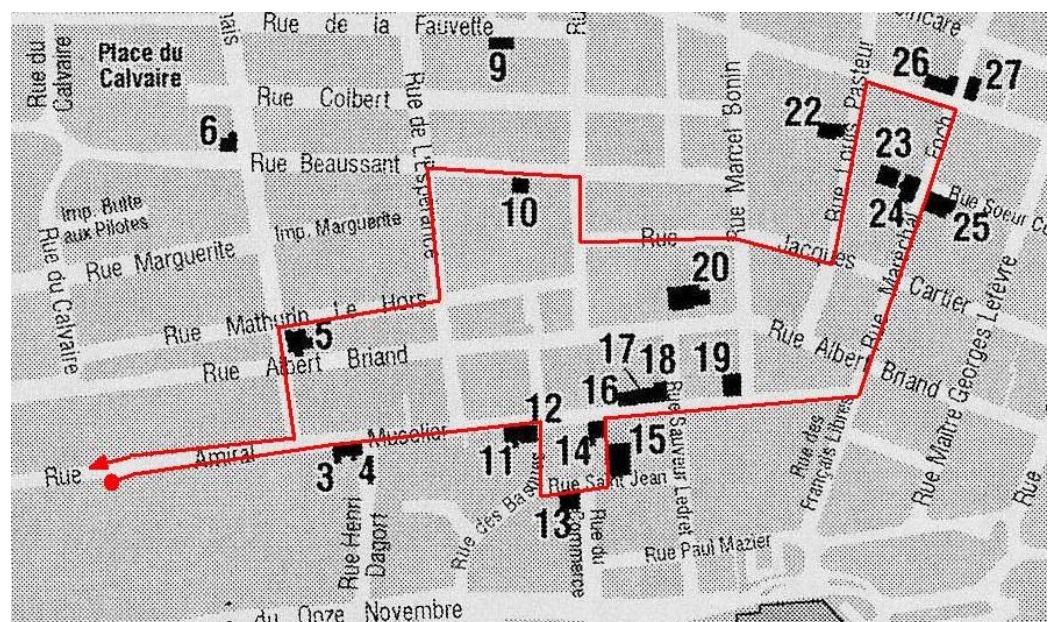 Rue de la Fauvette
Rue du
Calvaire
Place du
Calvaire
9
26
27
Rue Colbert
Rue de L'Espérance
Rue Marcel Bonin
Rue Louis Pasteur
22
6
Rue Beaussant
23
Foch
Imp. Butte
aux Pilotes
Imp. Marguerite
10
24
25
Rue Soeur
Rue Marguerite
Rue Jacques
Cartier
Rue Maréchal
Rue du Calvaire
20
Rue Mathurin Le Hors
5
Rue Albert Briand
17
18
19
16
Rue Albert Briand
Rue Maître Georges Lefèvre
12
Rue Amiral Muselier
3
4
11
14
15
Rue Sauveur Ledret
Rue des
Français Libres
Rue Saint Jean
13
Rue des Basques
Rue du
Commerce
Rue Henri
Dagort
Rue Paul Mazier
Rue
du Onze Novembre